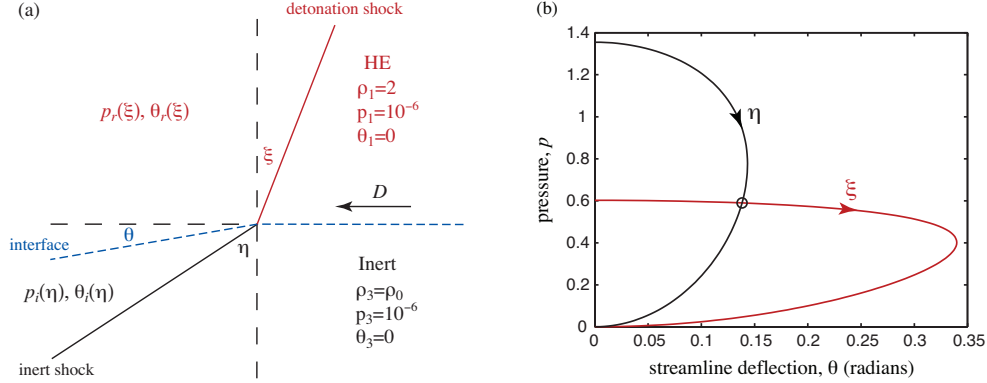 (a)
detonation shock
HE
ρ₁=2
p₁=10⁻⁶
θ₁=0
pᵣ(ξ), θᵣ(ξ)
ξ
D
interface
θ
η
Inert
ρ₃=ρ₀
p₃=10⁻⁶
θ₃=0
pᵢ(η), θᵢ(η)
inert shock
(b)
1.4
1.2
1
0.8
0.6
0.4
0.2
0
pressure, p
η
ξ
0 0.05 0.1 0.15 0.2 0.25 0.3 0.35
streamline deflection, θ (radians)